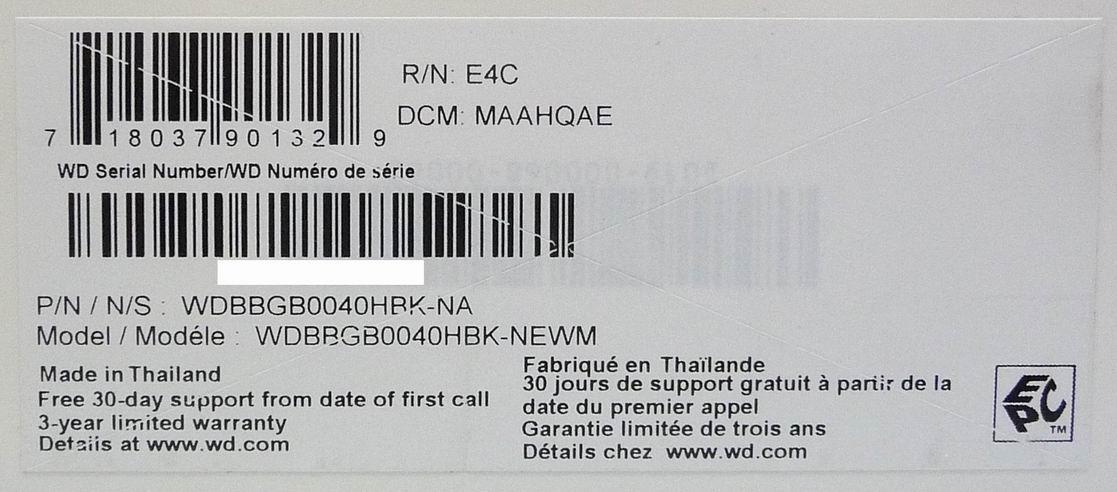 R/N: E4C
DCM: MAAHQAE
7 18037 90132 9
WD Serial Number/WD Numéro de série
P/N / N/S : WDBBGB0040HBK-NA
Model / Modéle : WDBBGB0040HBK-NEWM
Made in Thailand
Free 30-day support from date of first call
3-year limited warranty
Details at www.wd.com
Fabriqué en Thaïlande
30 jours de support gratuit à partir de la
date du premier appel
Garantie limitée de trois ans
Détails chez www.wd.com
EPC TM